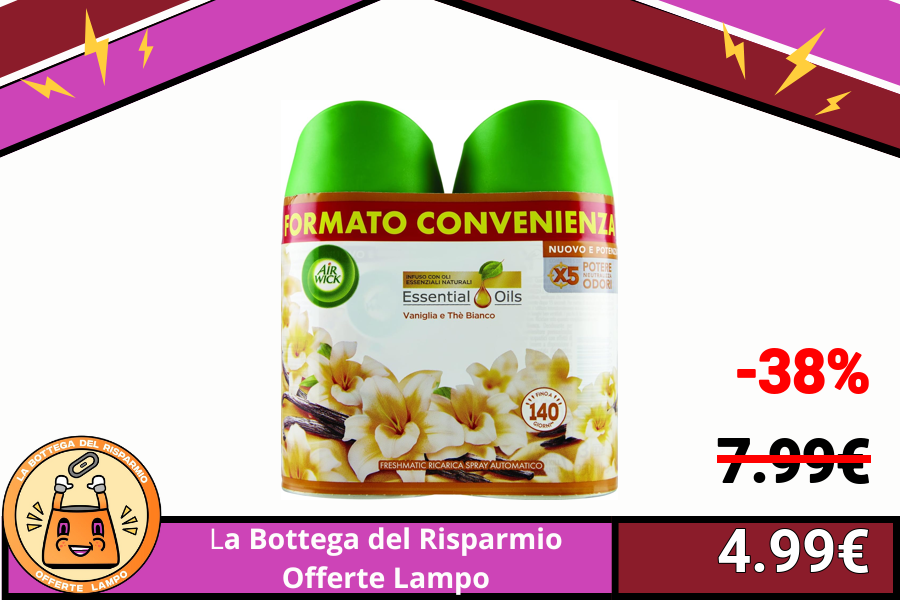 FORMATO CONVENIENZA
NUOVO E POTEN
AIR
WICK
X5 POTERE
NEUTRALIZZA
ODORI
INFUSO CON OLI
ESSENZIALI NATURALI
Essential Oils
Vaniglia e Thè Bianco
FINO A
140
GIORNI*
FRESHMATIC RICARICA SPRAY AUTOMATICO
-38%
7.99€
4.99€
LA BOTTEGA DEL RISPARMIO
OFFERTE LAMPO
La Bottega del Risparmio
Offerte Lampo